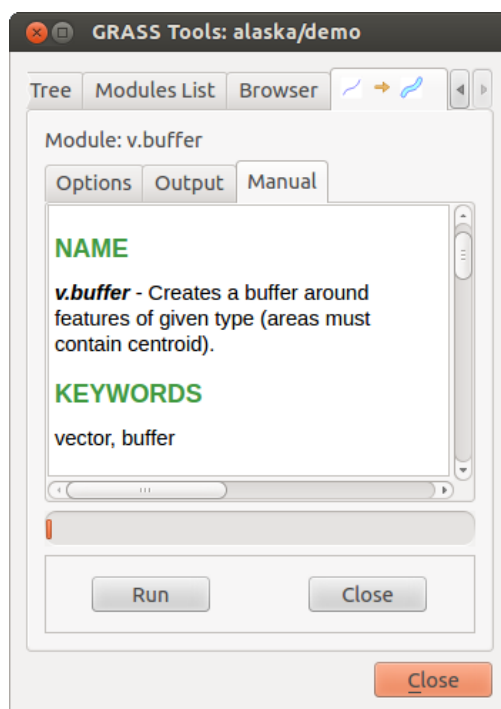 GRASS Tools: alaska/demo
Tree Modules List Browser
Module: v.buffer
Options Output Manual
NAME
v.buffer - Creates a buffer around
features of given type (areas must
contain centroid).
KEYWORDS
vector, buffer
Run Close
Close